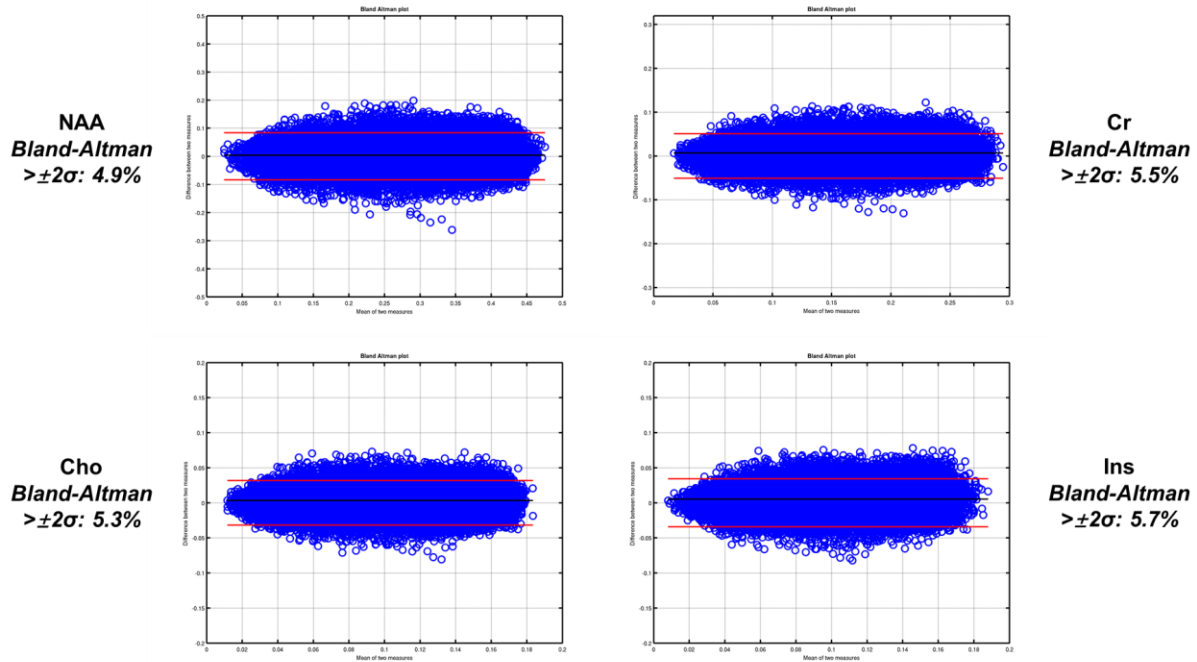 NAA
Bland-Altman
>±2σ: 4.9%
Bland Altman plot
Difference between two measures
0.5
0.4
0.3
0.2
0.1
0
-0.1
-0.2
-0.3
-0.4
-0.5
0 0.05 0.1 0.15 0.2 0.25 0.3 0.35 0.4 0.45 0.5
Mean of two measures
Bland Altman plot
Difference between two measures
0.3
0.2
0.1
0
-0.1
-0.2
-0.3
0.05 0.1 0.15 0.2 0.25 0.3
Mean of two measures
Cr
Bland-Altman
>±2σ: 5.5%
Cho
Bland-Altman
>±2σ: 5.3%
Bland Altman plot
Difference between two measures
0.2
0.15
0.1
0.05
0
-0.05
-0.1
-0.15
-0.2
0 0.02 0.04 0.06 0.08 0.1 0.12 0.14 0.16 0.18 0.2
Mean of two measures
Bland Altman plot
Difference between two measures
0.2
0.15
0.1
0.05
0
-0.05
-0.1
-0.15
-0.2
0 0.02 0.04 0.06 0.08 0.1 0.12 0.14 0.16 0.18 0.2
Mean of two measures
Ins
Bland-Altman
>±2σ: 5.7%